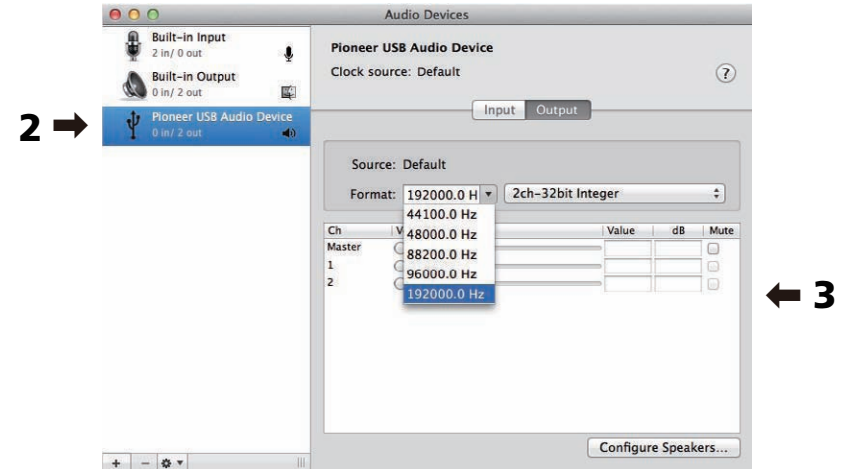 Audio Devices
Built-in Input
2 in/ 0 out
Built-in Output
0 in/ 2 out
2
Pioneer USB Audio Device
0 in/ 2 out
Pioneer USB Audio Device
Clock source: Default
?
Input Output
Source: Default
Format: 192000.0 H 2ch-32bit Integer
44100.0 Hz
48000.0 Hz
88200.0 Hz
96000.0 Hz
192000.0 Hz
Ch V Value dB Mute
Master
1
2
3
Configure Speakers...
+ −